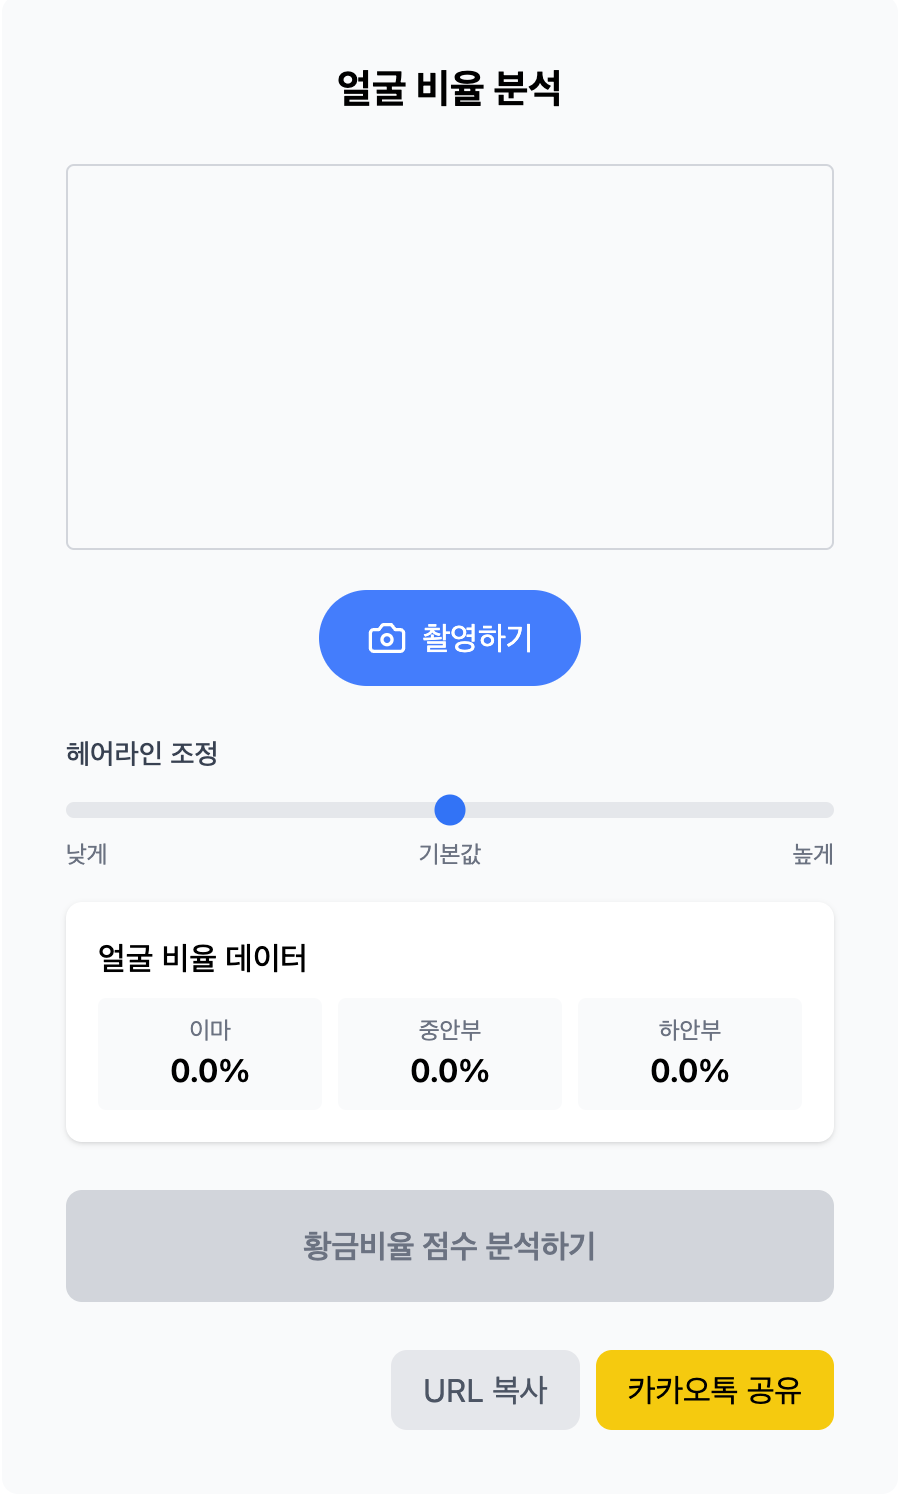 얼굴 비율 분석
촬영하기
헤어라인 조정
낮게 기본값 높게
얼굴 비율 데이터
이마 중안부 하안부
0.0% 0.0% 0.0%
황금비율 점수 분석하기
URL 복사 카카오톡 공유